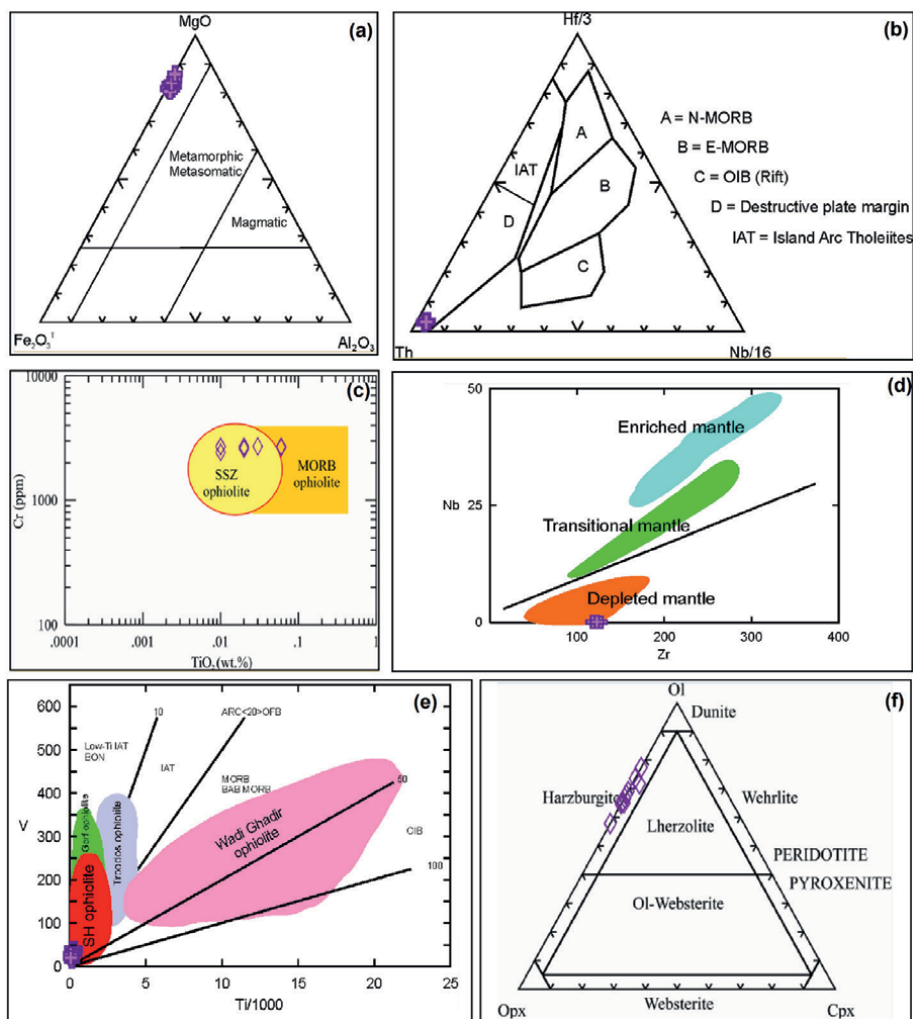 MgO
(a)
Metamorphic
Metasomatic
Magmatic
Fe₂O₃ᵗ
Al₂O₃
Hf/3
(b)
A = N-MORB
B = E-MORB
C = OIB (Rift)
D = Destructive plate margin
IAT = Island Arc Tholeiites
A
IAT
B
D
C
Th
Nb/16
(c)
10000
1000
100
Cr (ppm)
SSZ
ophiolite
MORB
ophiolite
.0001
.001
.01
.1
1
TiO₂(wt.%)
(d)
50
25
0
Nb
Enriched mantle
Transitional mantle
Depleted mantle
100
200
300
400
Zr
(e)
600
500
400
300
200
100
0
V
10
ARC<20>OFB
Low-Ti IAT
BON
IAT
MORB
BAB MORB
50
OIB
100
Gerf ophiolite
Troodos ophiolite
SH ophiolite
Wadi Ghadir
ophiolite
0
5
10
15
20
25
Ti/1000
(f)
Ol
Dunite
Harzburgite
Wehrlite
Lherzolite
PERIDOTITE
PYROXENITE
Ol-Websterite
Opx
Websterite
Cpx